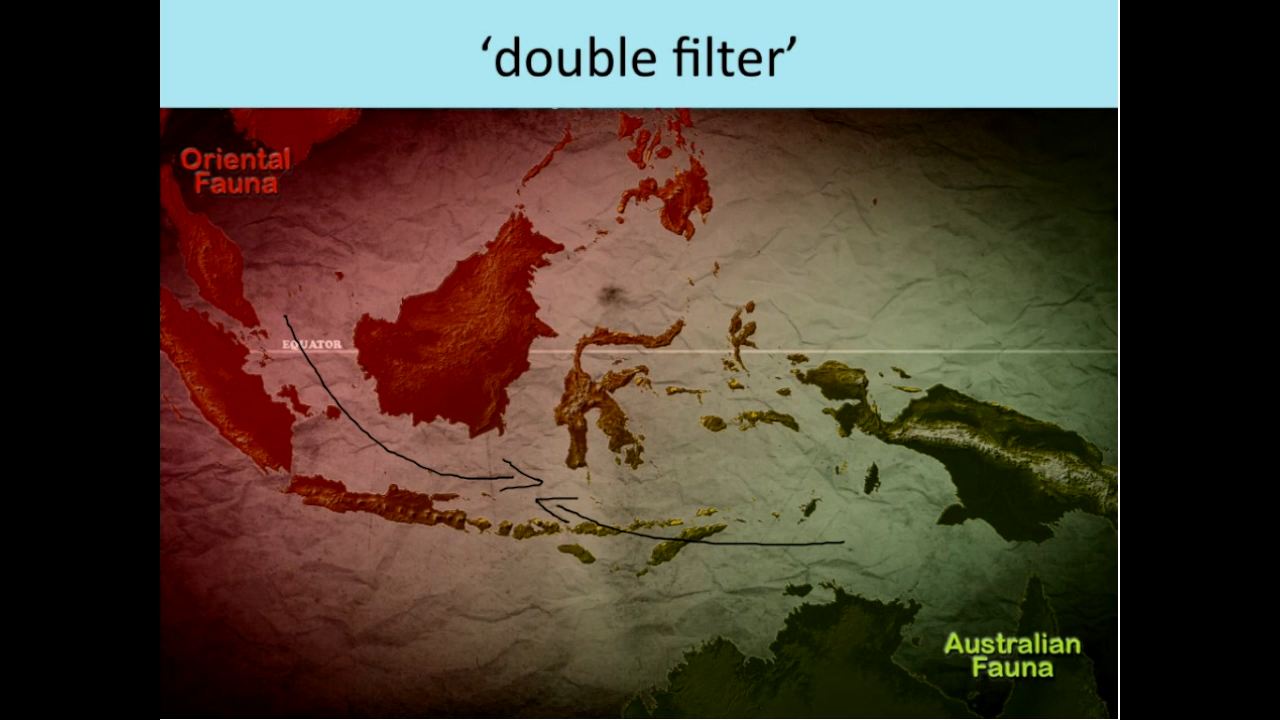 ‘double filter’
Oriental
Fauna
EQUATOR
Australian
Fauna